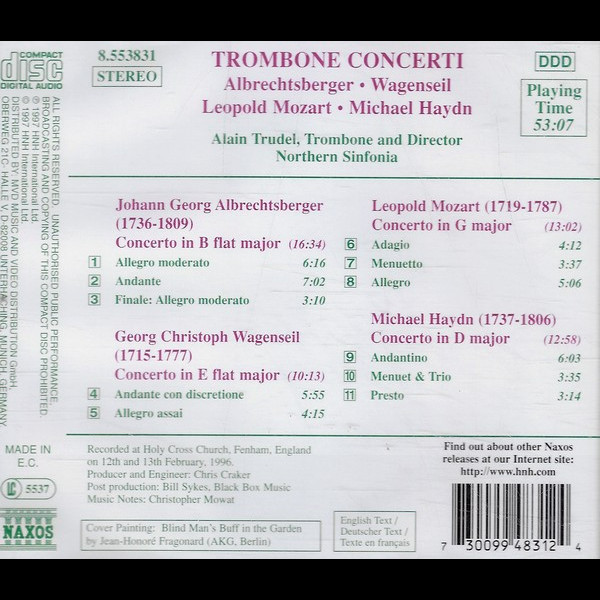 COMPACT
disc
DIGITAL AUDIO
8.553831
STEREO
TROMBONE CONCERTI
Albrechtsberger · Wagenseil
Leopold Mozart · Michael Haydn
Alain Trudel, Trombone and Director
Northern Sinfonia
DDD
Playing
Time
53:07
Johann Georg Albrechtsberger
(1736-1809)
Concerto in B flat major (16:34)
1 Allegro moderato 6:16
2 Andante 7:02
3 Finale: Allegro moderato 3:10
Georg Christoph Wagenseil
(1715-1777)
Concerto in E flat major (10:13)
4 Andante con discretione 5:55
5 Allegro assai 4:15
Leopold Mozart (1719-1787)
Concerto in G major (13:02)
6 Adagio 4:12
7 Menuetto 3:37
8 Allegro 5:06
Michael Haydn (1737-1806)
Concerto in D major (12:58)
9 Andantino 6:03
10 Menuet & Trio 3:35
11 Presto 3:14
ALL RIGHTS RESERVED. UNAUTHORISED PUBLIC PERFORMANCE,
BROADCASTING AND COPYING OF THIS COMPACT DISC PROHIBITED.
℗ 1997 HNH International Ltd.
© 1997 HNH International Ltd.
DISTRIBUTED BY: MVD MUSIC AND VIDEO DISTRIBUTION GmbH,
OBERWEG 21C - HALLE V, D-82008 UNTERHACHING, MUNICH, GERMANY.
MADE IN
E.C.
LC 5537
NAXOS
Recorded at Holy Cross Church, Fenham, England
on 12th and 13th February, 1996.
Producer and Engineer: Chris Craker
Post production: Bill Sykes, Black Box Music
Music Notes: Christopher Mowat
Cover Painting: Blind Man's Buff in the Garden
by Jean-Honoré Fragonard (AKG, Berlin)
English Text /
Deutscher Text /
Texte en français
Find out about other Naxos
releases at our Internet site:
http://www.hnh.com
7 30099 48312 4